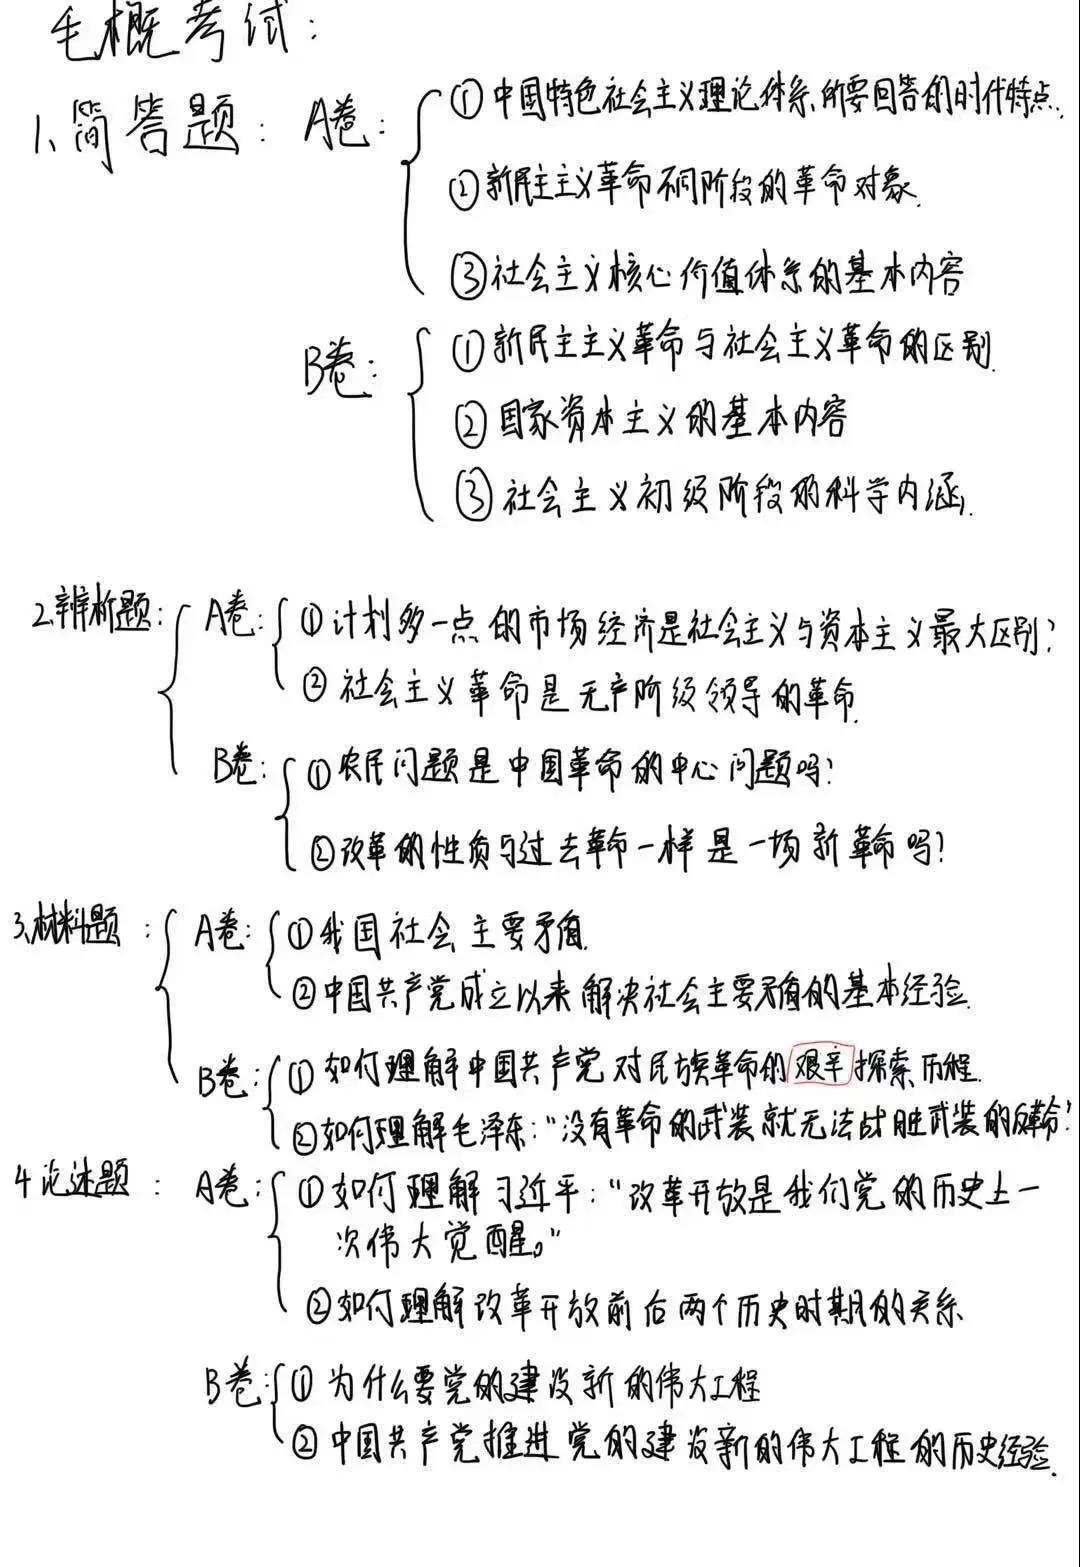 毛概考试:
1、简答题: A卷: ①中国特色社会主义理论体系所要回答的时代特点.
②新民主主义革命不同阶段的革命对象.
③社会主义核心价值体系的基本内容
B卷: ①新民主主义革命与社会主义革命的区别.
②国家资本主义的基本内容
③社会主义初级阶段的科学内涵.
2.辨析题: A卷: ①计划多一点的市场经济是社会主义与资本主义最大区别?
②社会主义革命是无产阶级领导的革命.
B卷: ①农民问题是中国革命的中心问题吗?
②改革的性质与过去革命一样是一场新革命吗?
3、材料题: A卷: ①我国社会主要矛盾.
②中国共产党成立以来解决社会主要矛盾的基本经验.
B卷: ①如何理解中国共产党对民族革命的艰辛探索历程.
②如何理解毛泽东:“没有革命的武装就无法战胜武装的反革命?
4论述题: A卷: ①如何理解习近平:“改革开放是我们党的历史上一
次伟大觉醒。”
②如何理解改革开放前后两个历史时期的关系
B卷: ①为什么要党的建设新的伟大工程
②中国共产党推进党的建设新的伟大工程的历史经验.